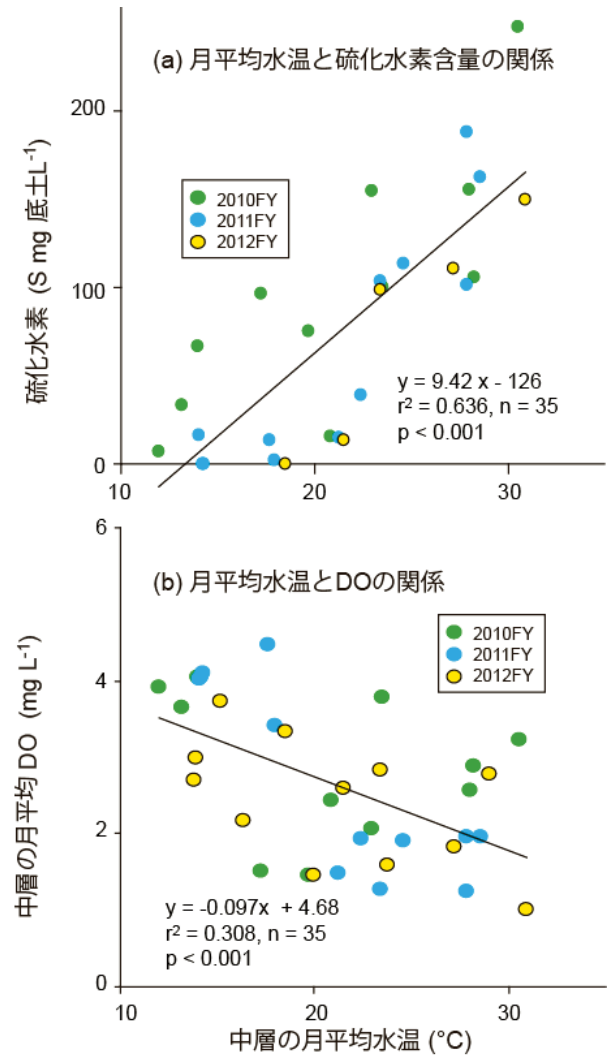 (a) 月平均水温と硫化水素含量の関係
硫化水素 (S mg 底土L-1)
200
100
0
2010FY
2011FY
2012FY
y = 9.42 x - 126
r2 = 0.636, n = 35
p < 0.001
10 20 30
(b) 月平均水温とDOの関係
中層の月平均 DO (mg L-1)
6
4
2
0
2010FY
2011FY
2012FY
y = -0.097x + 4.68
r2 = 0.308, n = 35
p < 0.001
10 20 30
中層の月平均水温 (°C)